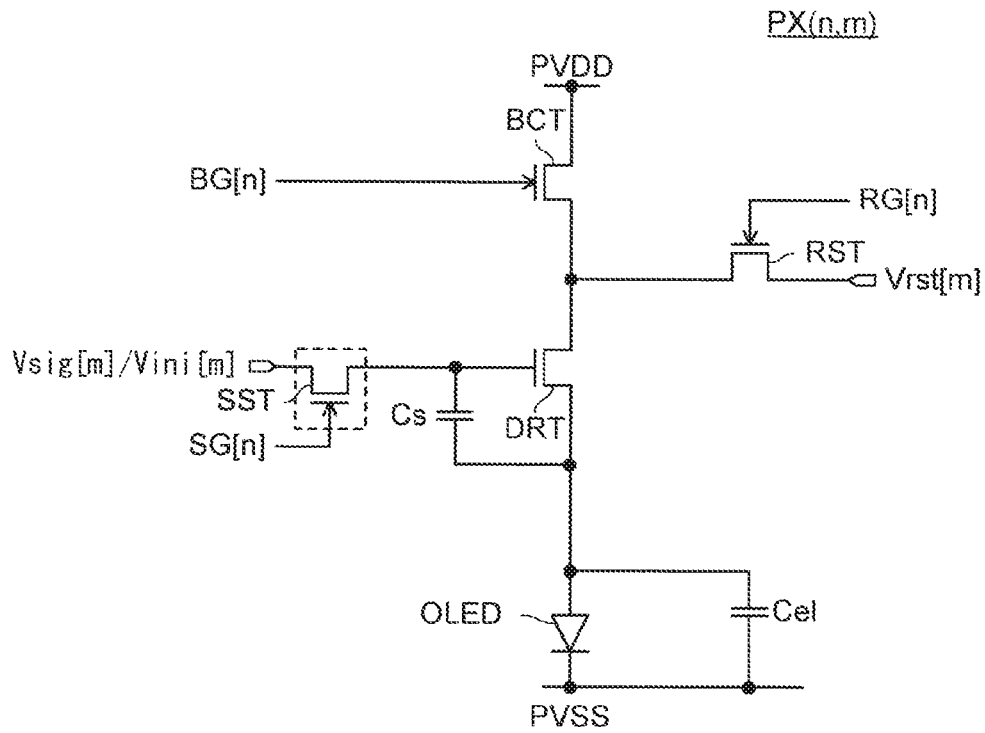 PX(n,m)
PVDD
BCT
BG[n]
RG[n]
RST
Vrst[m]
Vsig[m]/Vini[m]
SST
Cs
DRT
SG[n]
OLED
Cel
PVSS